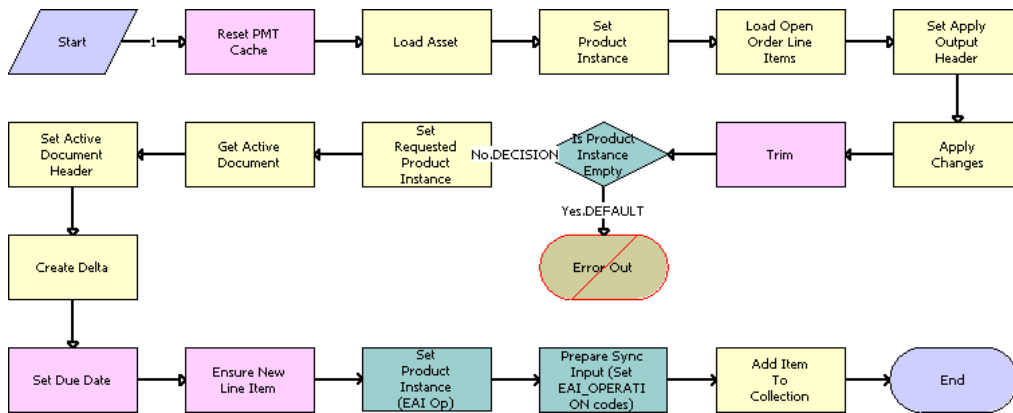 Start
1
Reset PMT
Cache
Load Asset
Set
Product
Instance
Load Open
Order Line
Items
Set Apply
Output
Header
Set Active
Document
Header
Get Active
Document
Set
Requested
Product
Instance
No.DECISION
Is Product
Instance
Empty
Trim
Apply
Changes
Yes.DEFAULT
Create Delta
Error Out
Set Due Date
Ensure New
Line Item
Set
Product
Instance
(EAI Op)
Prepare Sync
Input (Set
EAI_OPERATI
ON codes)
Add Item
To
Collection
End